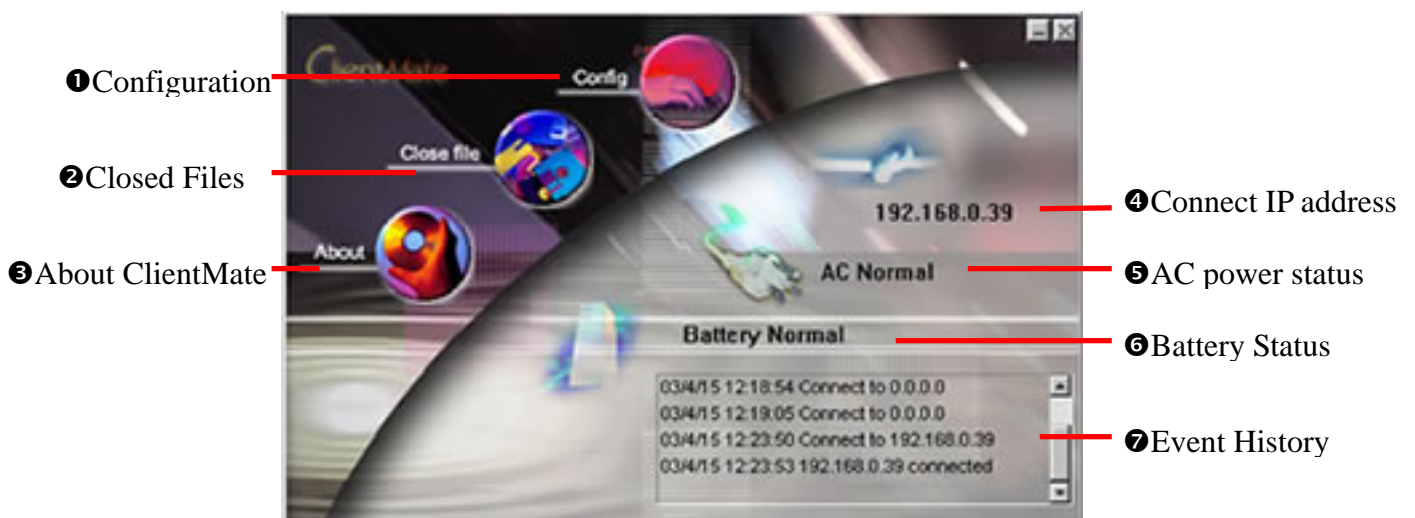 ClientMate
❶Configuration
Config
Close file
❷Closed Files
About
❸About ClientMate
192.168.0.39
❹Connect IP address
AC Normal
❺AC power status
Battery Normal
❻Battery Status
03/4/15 12:18:54 Connect to 0.0.0.0
03/4/15 12:19:05 Connect to 0.0.0.0
03/4/15 12:23:50 Connect to 192.168.0.39
03/4/15 12:23:53 192.168.0.39 connected
❼Event History